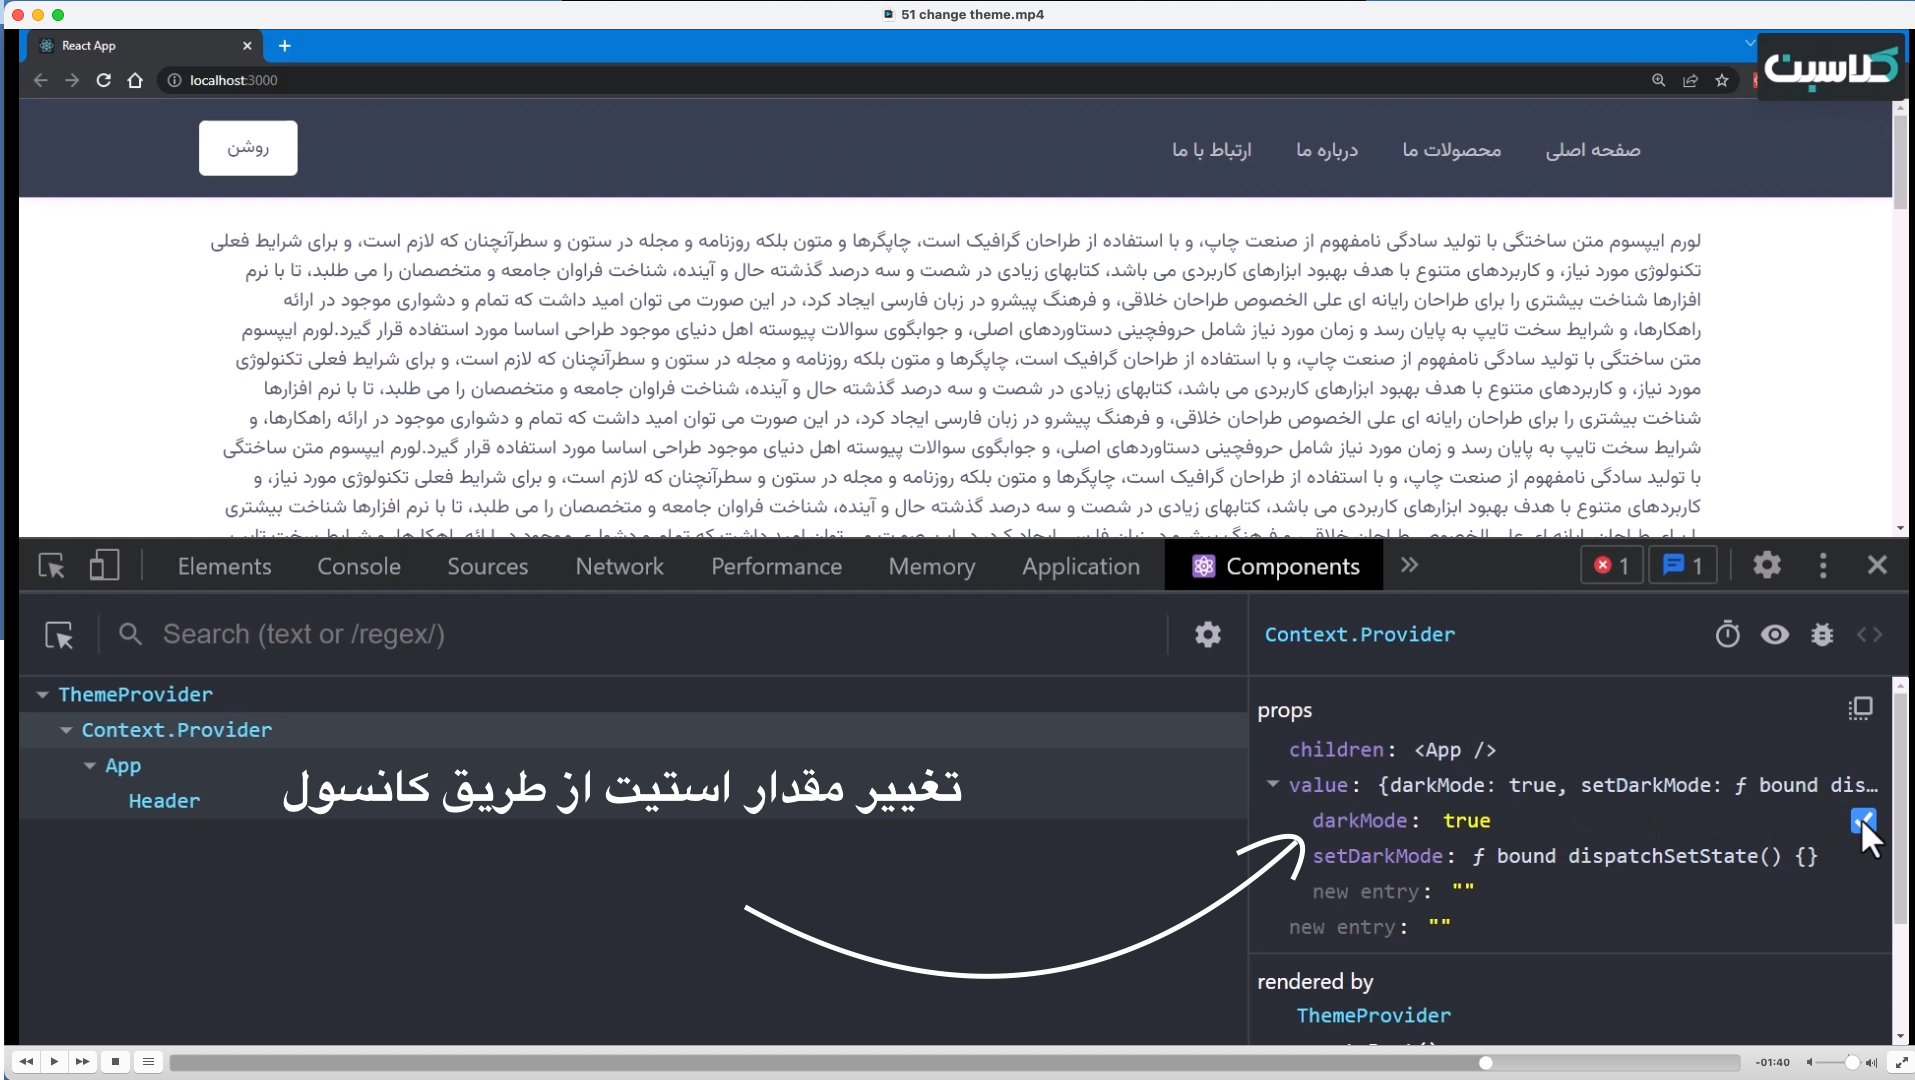 51 change theme.mp4
React App
کلاسیت
localhost:3000
صفحه اصلی
محصولات ما
درباره ما
ارتباط با ما
روشن
لورم ایپسوم متن ساختگی با تولید سادگی نامفهوم از صنعت چاپ، و با استفاده از طراحان گرافیک است، چاپگرها و متون بلکه روزنامه و مجله در ستون و سطرآنچنان که لازم است، و برای شرایط فعلی
تکنولوژی مورد نیاز، و کاربردهای متنوع با هدف بهبود ابزارهای کاربردی می باشد، کتابهای زیادی در شصت و سه درصد گذشته حال و آینده، شناخت فراوان جامعه و متخصصان را می طلبد، تا با نرم
افزارها شناخت بیشتری را برای طراحان رایانه ای علی الخصوص طراحان خلاقی، و فرهنگ پیشرو در زبان فارسی ایجاد کرد، در این صورت می توان امید داشت که تمام و دشواری موجود در ارائه
راهکارها، و شرایط سخت تایپ به پایان رسد و زمان مورد نیاز شامل حروفچینی دستاوردهای اصلی، و جوابگوی سوالات پیوسته اهل دنیای موجود طراحی اساسا مورد استفاده قرار گیرد.لورم ایپسوم
متن ساختگی با تولید سادگی نامفهوم از صنعت چاپ، و با استفاده از طراحان گرافیک است، چاپگرها و متون بلکه روزنامه و مجله در ستون و سطرآنچنان که لازم است، و برای شرایط فعلی تکنولوژی
مورد نیاز، و کاربردهای متنوع با هدف بهبود ابزارهای کاربردی می باشد، کتابهای زیادی در شصت و سه درصد گذشته حال و آینده، شناخت فراوان جامعه و متخصصان را می طلبد، تا با نرم افزارها
شناخت بیشتری را برای طراحان رایانه ای علی الخصوص طراحان خلاقی، و فرهنگ پیشرو در زبان فارسی ایجاد کرد، در این صورت می توان امید داشت که تمام و دشواری موجود در ارائه راهکارها، و
شرایط سخت تایپ به پایان رسد و زمان مورد نیاز شامل حروفچینی دستاوردهای اصلی، و جوابگوی سوالات پیوسته اهل دنیای موجود طراحی اساسا مورد استفاده قرار گیرد.لورم ایپسوم متن ساختگی
با تولید سادگی نامفهوم از صنعت چاپ، و با استفاده از طراحان گرافیک است، چاپگرها و متون بلکه روزنامه و مجله در ستون و سطرآنچنان که لازم است، و برای شرایط فعلی تکنولوژی مورد نیاز، و
کاربردهای متنوع با هدف بهبود ابزارهای کاربردی می باشد، کتابهای زیادی در شصت و سه درصد گذشته حال و آینده، شناخت فراوان جامعه و متخصصان را می طلبد، تا با نرم افزارها شناخت بیشتری
Elements Console Sources Network Performance Memory Application Components 1 1
Search (text or /regex/)
Context.Provider
ThemeProvider
Context.Provider
App
Header
تغییر مقدار استیت از طریق کانسول
props
children: <App />
value: {darkMode: true, setDarkMode: ƒ bound dis…
darkMode: true
setDarkMode: ƒ bound dispatchSetState() {}
new entry: ""
new entry: ""
rendered by
ThemeProvider
-01:40